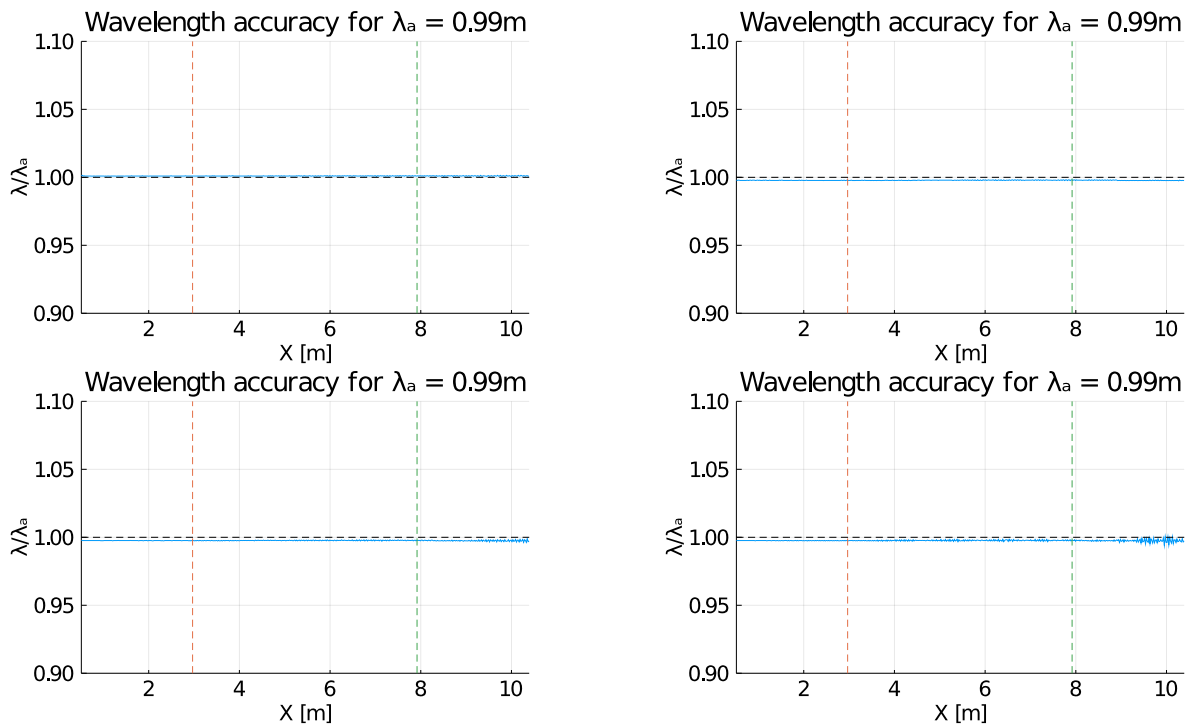 Wavelength accuracy for λₐ = 0.99m
1.10
1.05
1.00
0.95
0.90
λ/λₐ
2 4 6 8 10
X [m]
Wavelength accuracy for λₐ = 0.99m
1.10
1.05
1.00
0.95
0.90
λ/λₐ
2 4 6 8 10
X [m]
Wavelength accuracy for λₐ = 0.99m
1.10
1.05
1.00
0.95
0.90
λ/λₐ
2 4 6 8 10
X [m]
Wavelength accuracy for λₐ = 0.99m
1.10
1.05
1.00
0.95
0.90
λ/λₐ
2 4 6 8 10
X [m]